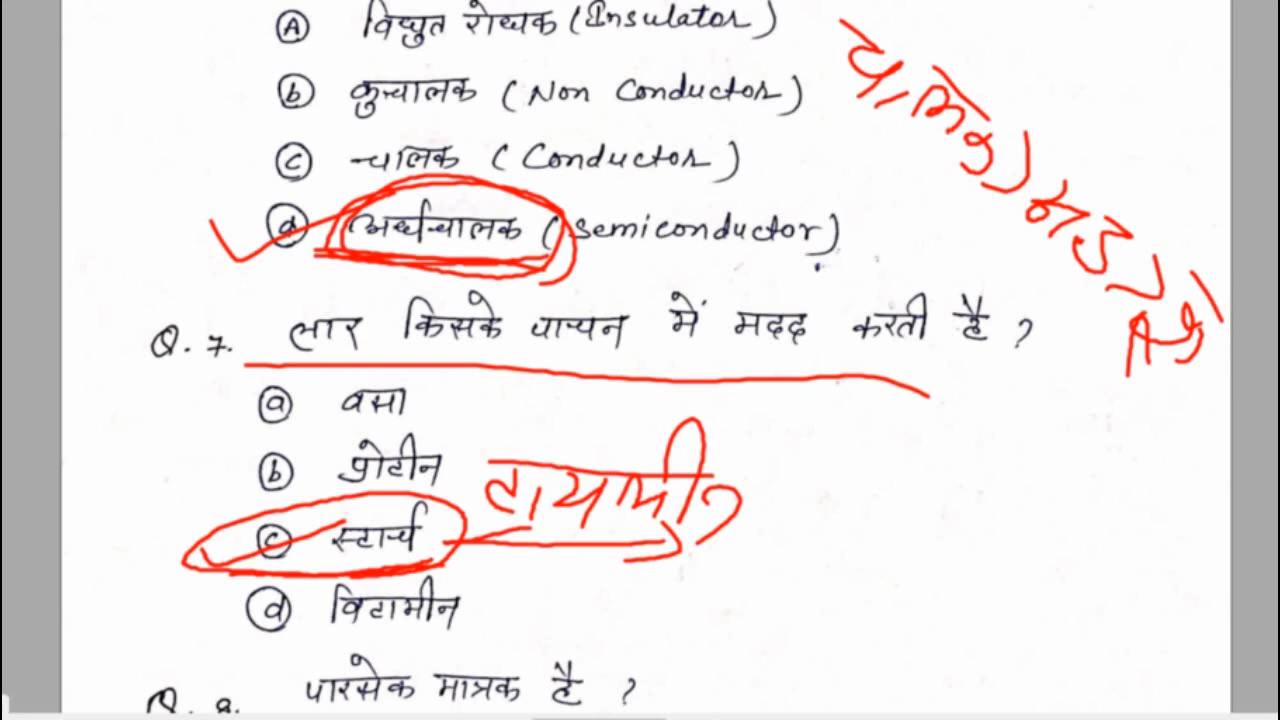 Ⓐ विद्युत रोधक (Insulator)
ⓑ कुचालक (Non Conductor)
ⓒ चालक (Conductor)
ⓓ अर्धचालक (Semiconductor)
Q. 7. लार किसके पाचन में मदद करती है ?
ⓐ वसा
ⓑ प्रोटीन
ⓒ स्टार्च
ⓓ विटामीन
पारसेक मात्रक है ?